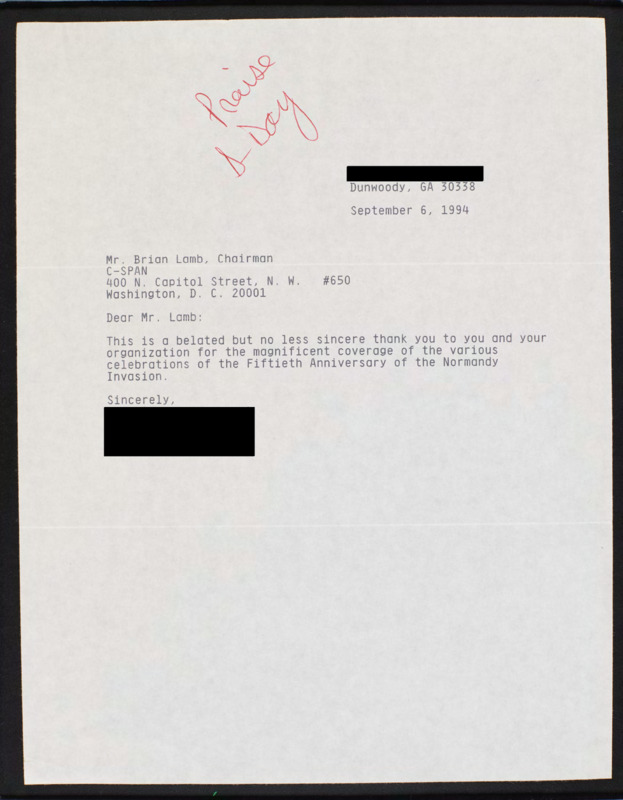 Praise
D-Day
Dunwoody, GA 30338
September 6, 1994
Mr. Brian Lamb, Chairman
C-SPAN
400 N. Capitol Street, N. W. #650
Washington, D. C. 20001
Dear Mr. Lamb:
This is a belated but no less sincere thank you to you and your
organization for the magnificent coverage of the various
celebrations of the Fiftieth Anniversary of the Normandy
Invasion.
Sincerely,